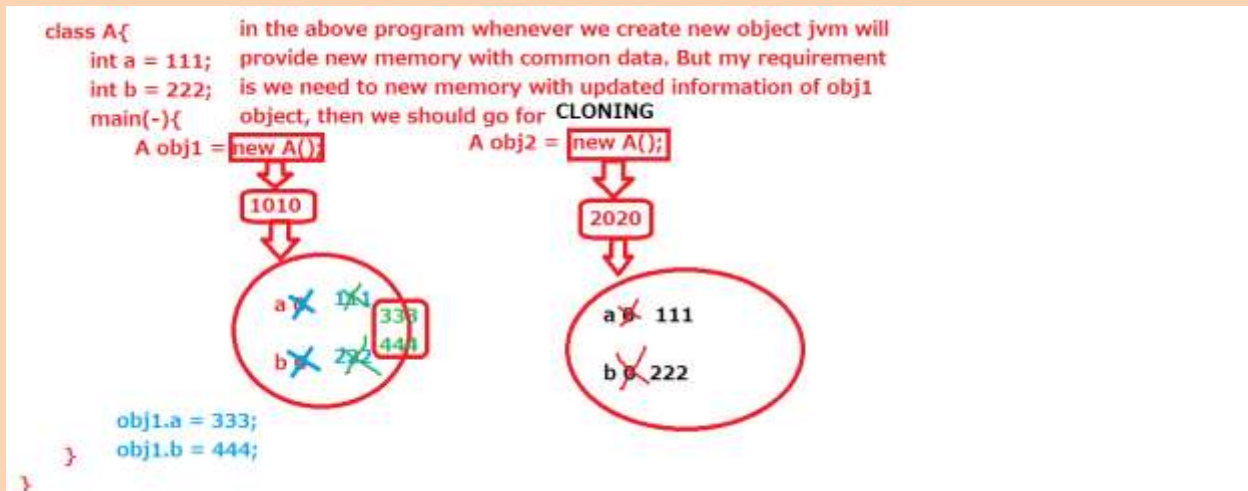 class A{
in the above program whenever we create new object jvm will
int a = 111;
provide new memory with common data. But my requirement
int b = 222;
is we need to new memory with updated information of obj1
main(-){
object, then we should go for CLONING
A obj1 = new A();
A obj2 = new A();
1010
2020
a 0 111
333
a 0 111
b 0 222
444
b 0 222
obj1.a = 333;
obj1.b = 444;
}
}